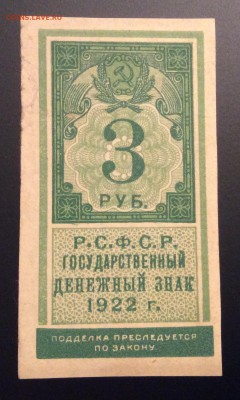 3
РУБ.
Р.С.Ф.С.Р.
ГОСУДАРСТВЕННЫЙ
ДЕНЕЖНЫЙ ЗНАК
1922 г.
ПОДДЕЛКА ПРЕСЛЕДУЕТСЯ
ПО ЗАКОНУ.